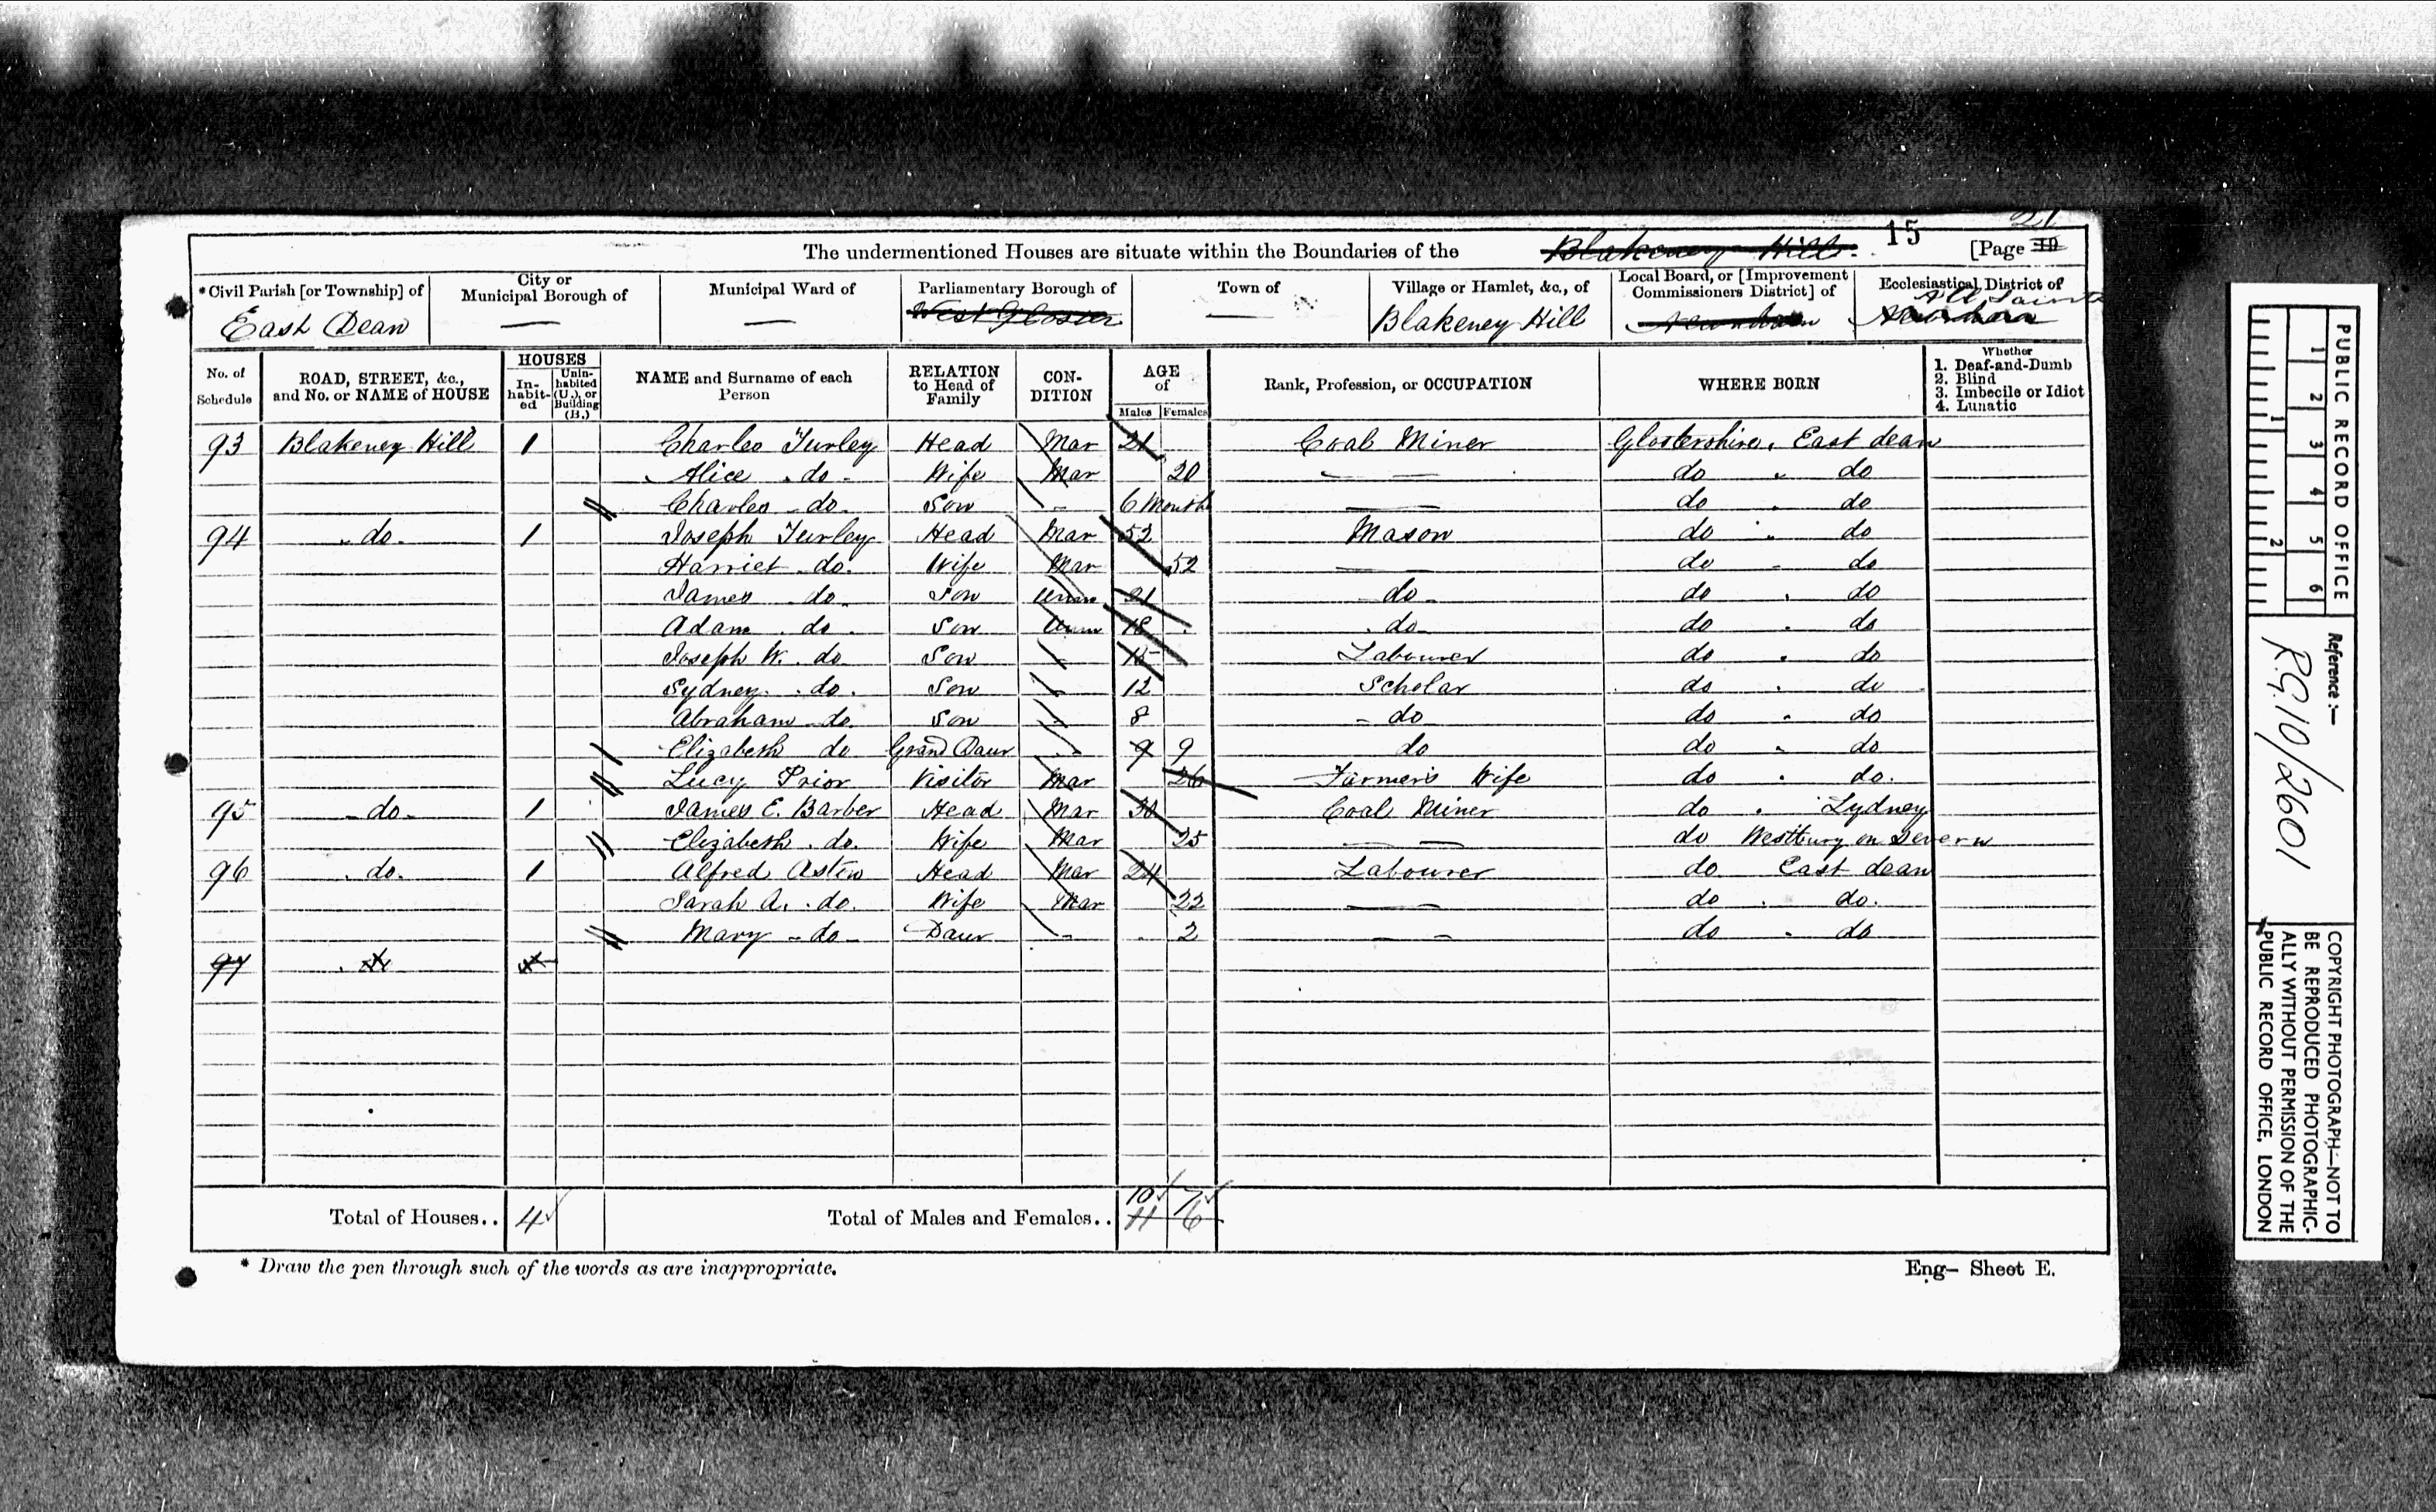 The undermentioned Houses are situate within the Boundaries of the Blakeney Hill. 15 21 [Page 19
*Civil Parish [or Township] of City or Municipal Borough of Municipal Ward of Parliamentary Borough of Town of Village or Hamlet, &c., of Local Board, or [Improvement Commissioners District] of Ecclesiastical District of
East Dean — — West Gloster — Blakeney Hill All Saints
No. of Schedule ROAD, STREET, &c., and No. or NAME of HOUSE HOUSES In-habit-ed Unin-habited (U.), or Building (B.) NAME and Surname of each Person RELATION to Head of Family CON-DITION AGE of Males Females Rank, Profession, or OCCUPATION WHERE BORN Whether 1. Deaf-and-Dumb 2. Blind 3. Imbecile or Idiot 4. Lunatic
93 Blakeney Hill 1 Charles Turley Head Mar 21 Coal Miner Glostershire, East dean
Alice do Wife Mar 20 — do do
Charles do Son - 6 Months — do do
94 do 1 Joseph Turley Head Mar 52 Mason do do
Harriet do Wife Mar 52 — do do
James do Son Unm 21 do do do
Adam do Son Unm 18 do do do
Joseph W. do Son 15 Labourer do do
Sydney do Son 12 Scholar do do
Abraham do Son 8 do do do
Elizabeth do Grand Daur 9 9 do do do
Lucy Prior Visitor Mar 26 Farmer's Wife do do
95 do 1 James E. Barber Head Mar 30 Coal Miner do Lydney
Elizabeth do Wife Mar 25 — do Westbury on Severn
96 do 1 Alfred Aston Head Mar 24 Labourer do East dean
Sarah A. do Wife Mar 22 — do do
Mary do Daur - 2 — do do
97 do
Total of Houses.. 4 Total of Males and Females.. 10 7
11 6
* Draw the pen through such of the words as are inappropriate.
Eng- Sheet E.
PUBLIC RECORD OFFICE
1 2 3 4 5 6
1 2
Reference :-
R.G.10/2601
COPYRIGHT PHOTOGRAPH-NOT TO
BE REPRODUCED PHOTOGRAPHIC-
ALLY WITHOUT PERMISSION OF THE
PUBLIC RECORD OFFICE, LONDON